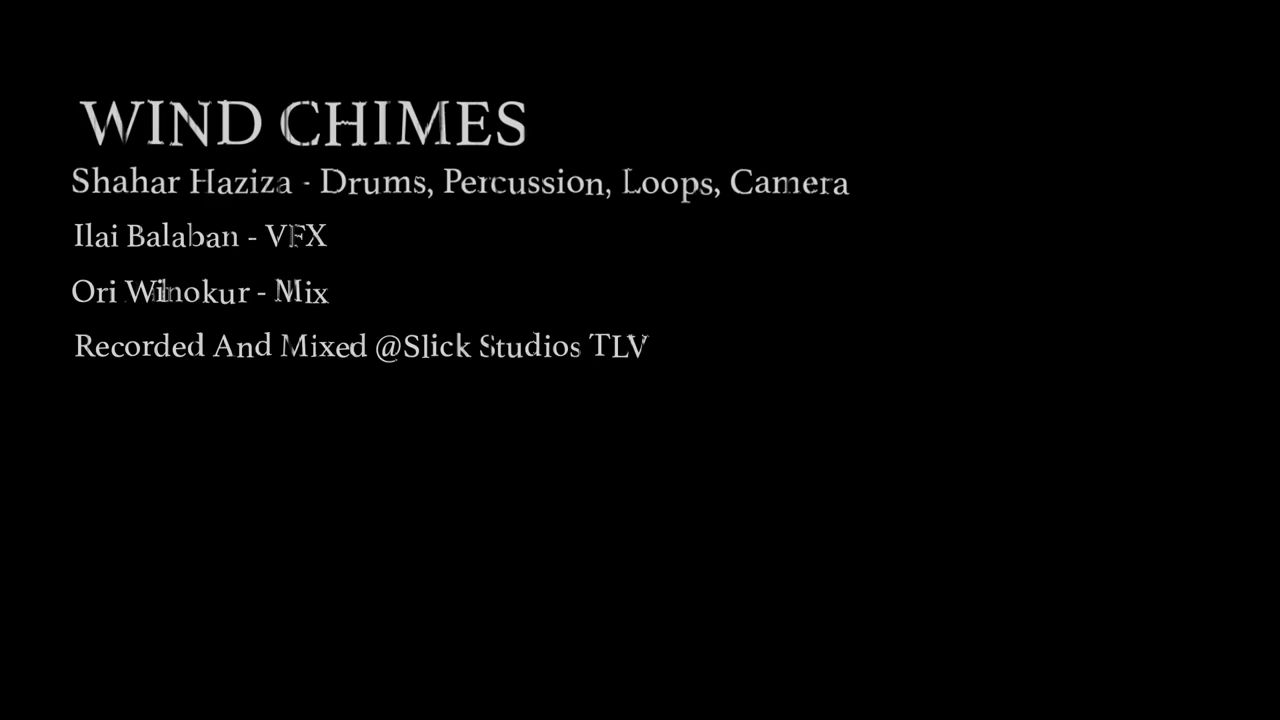 WIND CHIMES
Shahar Haziza - Drums, Percussion, Loops, Camera
Ilai Balaban - VFX
Ori Winokur - Mix
Recorded And Mixed @Slick Studios TLV